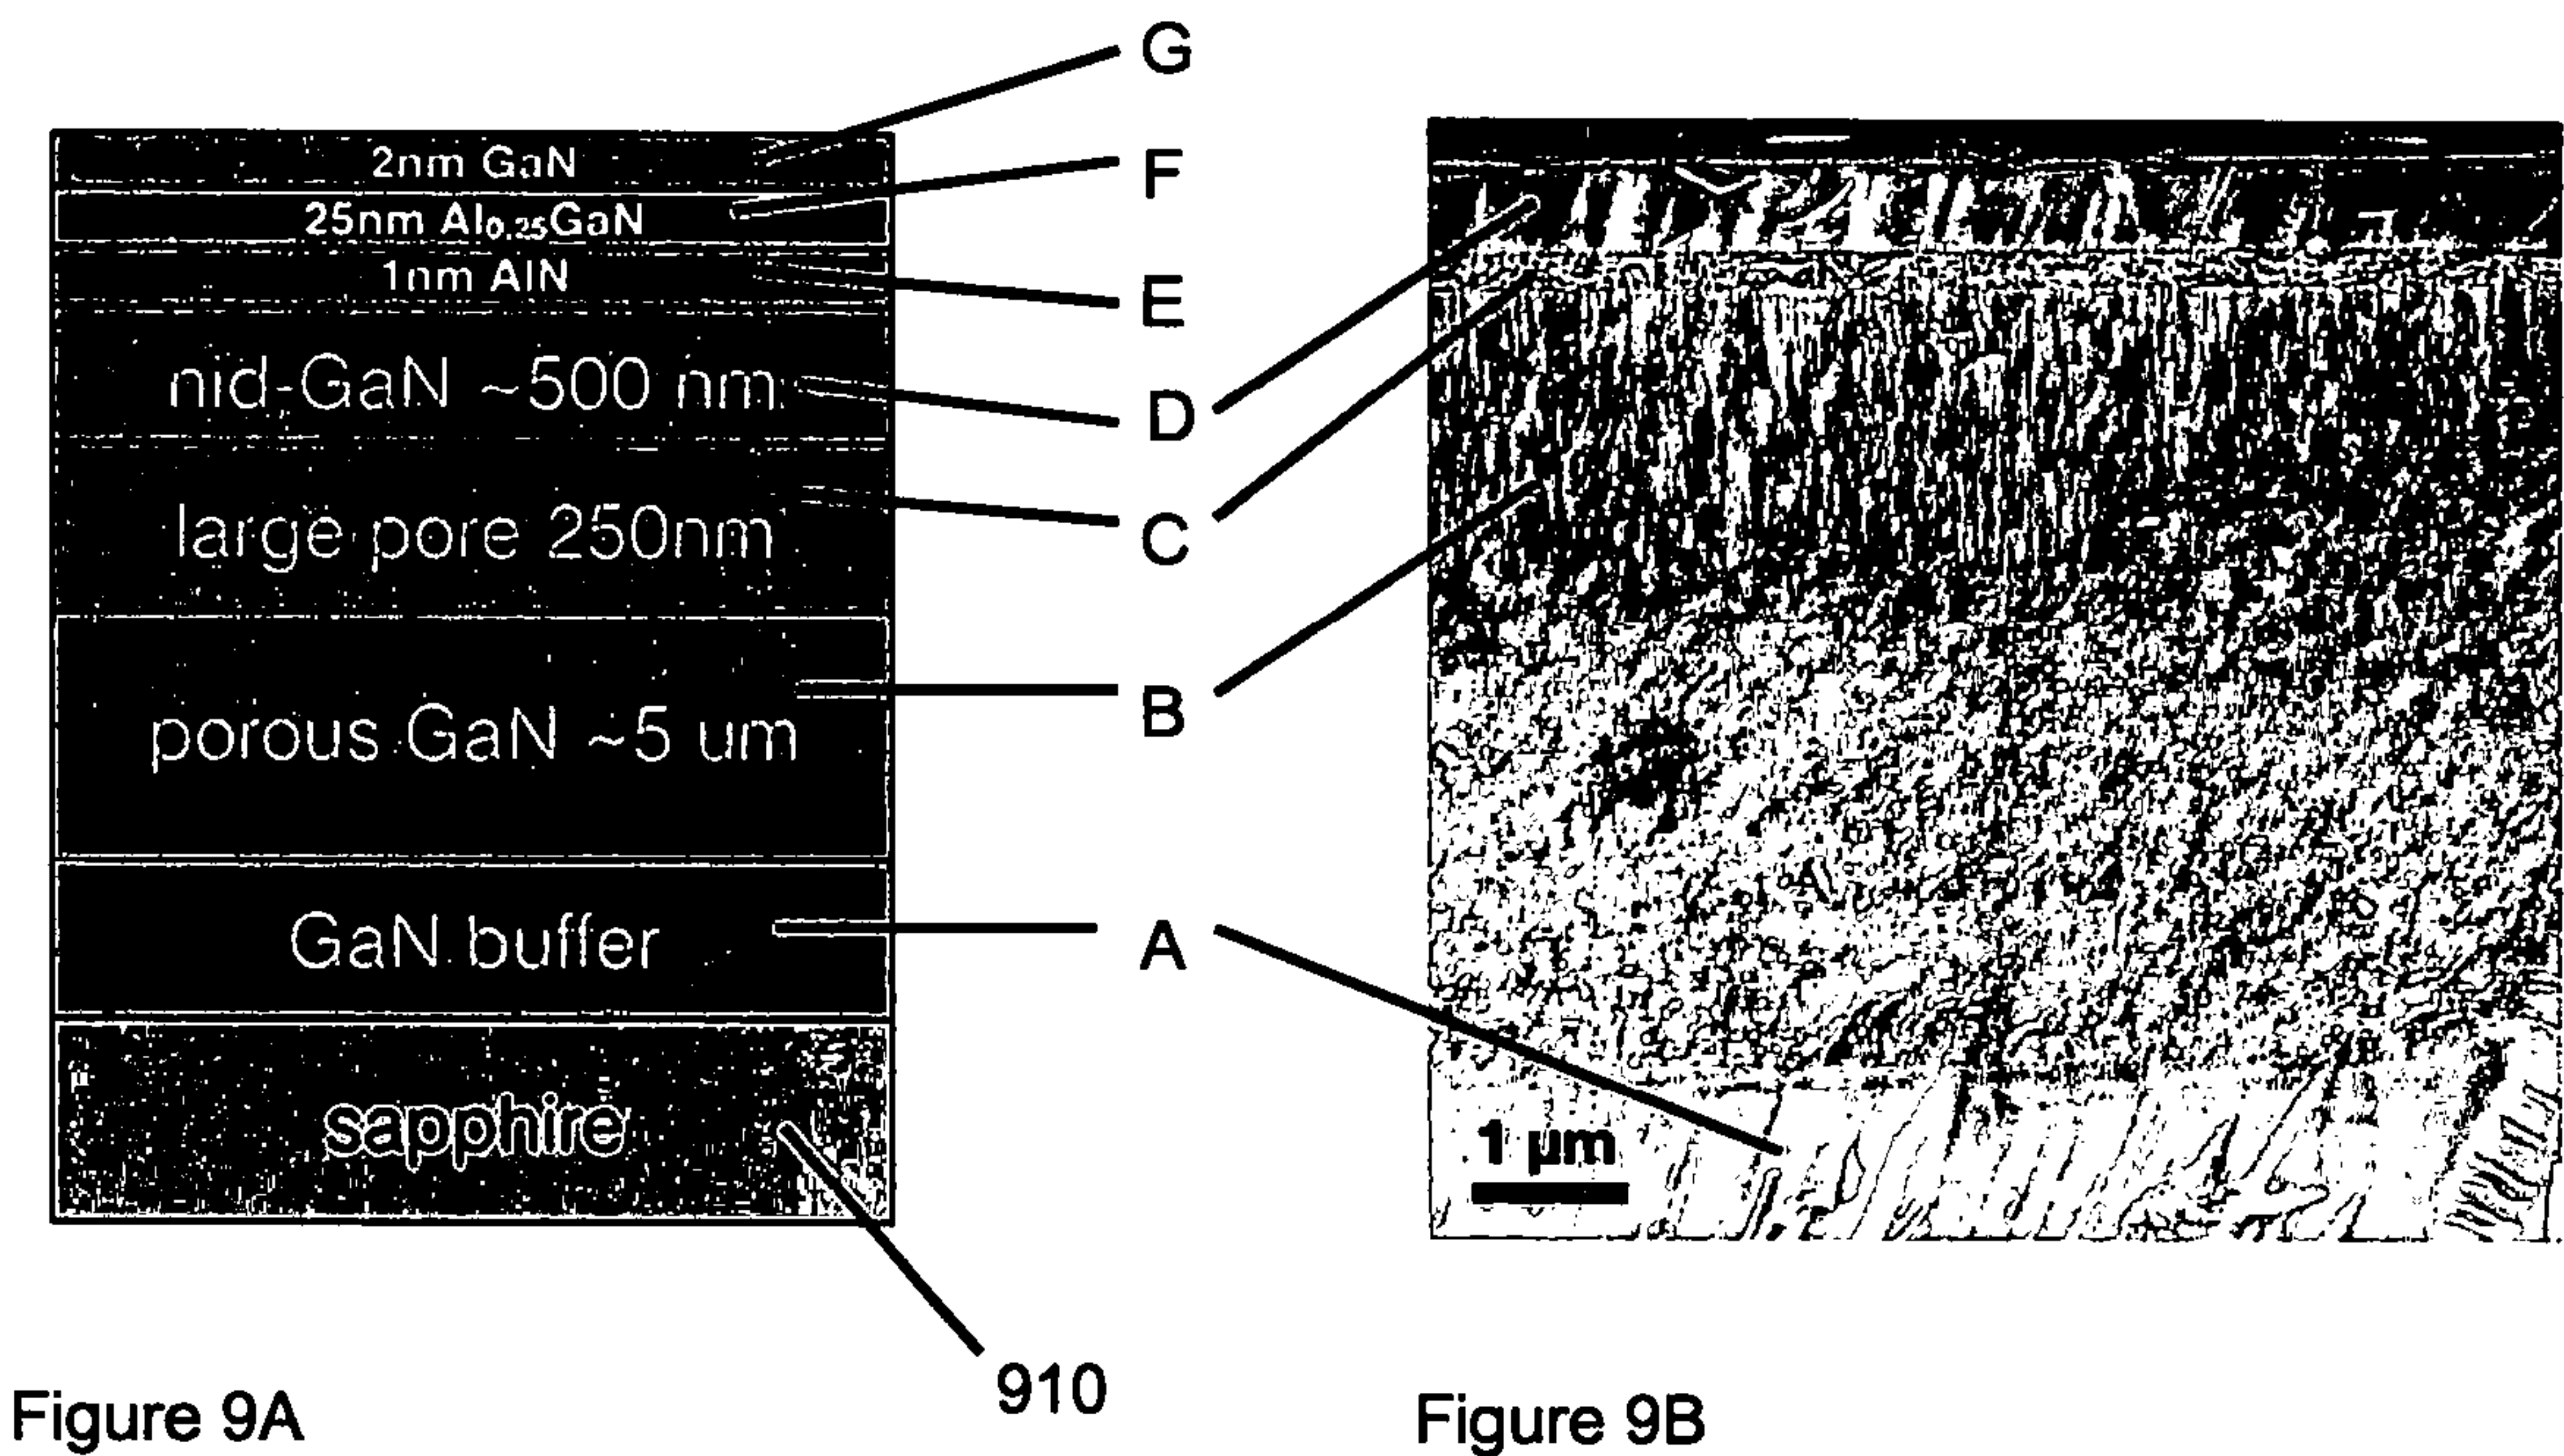 G
2nm GaN
F
25nm Al₀.₂₅GaN
E
1nm AlN
nid-GaN ~500 nm
D
large pore 250nm
C
porous GaN ~5 um
B
GaN buffer
A
sapphire
1 µm
910
Figure 9A
Figure 9B